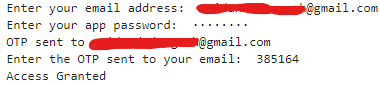 Enter your email address: @gmail.com
Enter your app password: ········
OTP sent to @gmail.com
Enter the OTP sent to your email: 385164
Access Granted